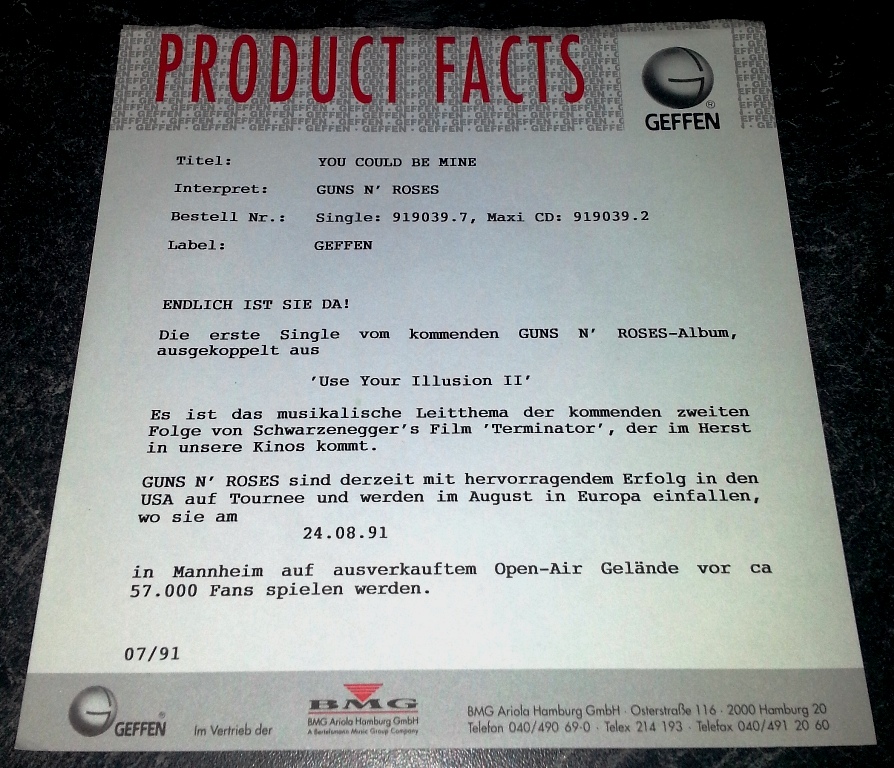 PRODUCT FACTS
GEFFEN
Titel: YOU COULD BE MINE
Interpret: GUNS N' ROSES
Bestell Nr.: Single: 919039.7, Maxi CD: 919039.2
Label: GEFFEN
ENDLICH IST SIE DA!
Die erste Single vom kommenden GUNS N' ROSES-Album,
ausgekoppelt aus
'Use Your Illusion II'
Es ist das musikalische Leitthema der kommenden zweiten
Folge von Schwarzenegger's Film 'Terminator', der im Herst
in unsere Kinos kommt.
GUNS N' ROSES sind derzeit mit hervorragendem Erfolg in den
USA auf Tournee und werden im August in Europa einfallen,
wo sie am
24.08.91
in Mannheim auf ausverkauftem Open-Air Gelände vor ca
57.000 Fans spielen werden.
07/91
GEFFEN Im Vertrieb der
BMG
BMG Ariola Hamburg GmbH
A Bertelsmann Music Group Company
BMG Ariola Hamburg GmbH · Osterstraße 116 · 2000 Hamburg 20
Telefon 040/490 69-0 · Telex 214 193 · Telefax 040/491 20 60